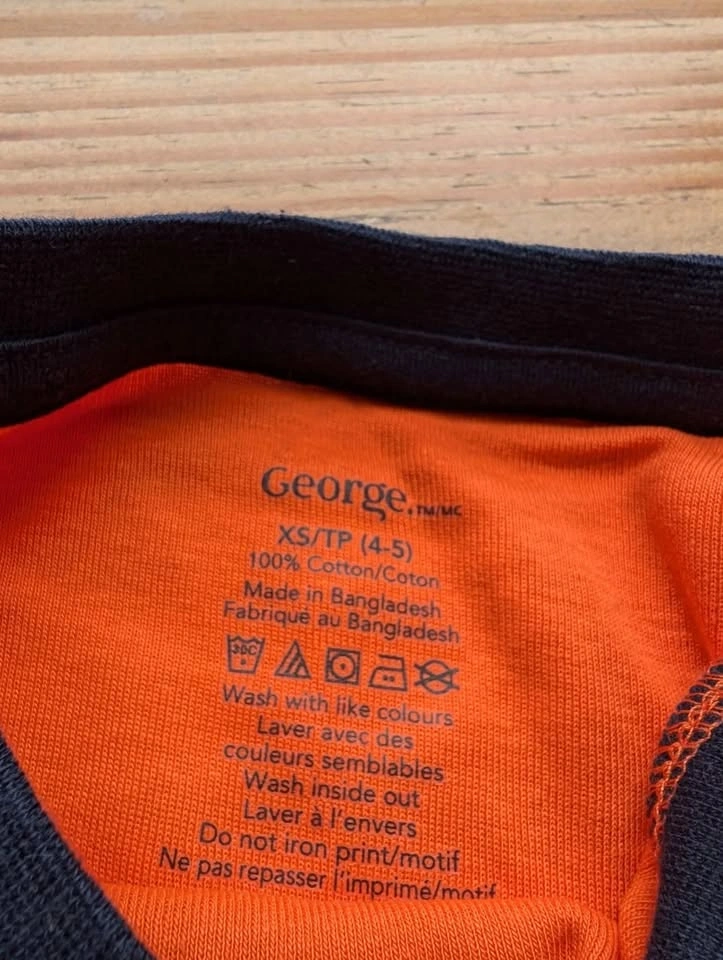 George.™/MC
XS/TP (4-5)
100% Cotton/Coton
Made in Bangladesh
Fabriqué au Bangladesh
30C
Wash with like colours
Laver avec des
couleurs semblables
Wash inside out
Laver à l'envers
Do not iron print/motif
Ne pas repasser l'imprimé/motif